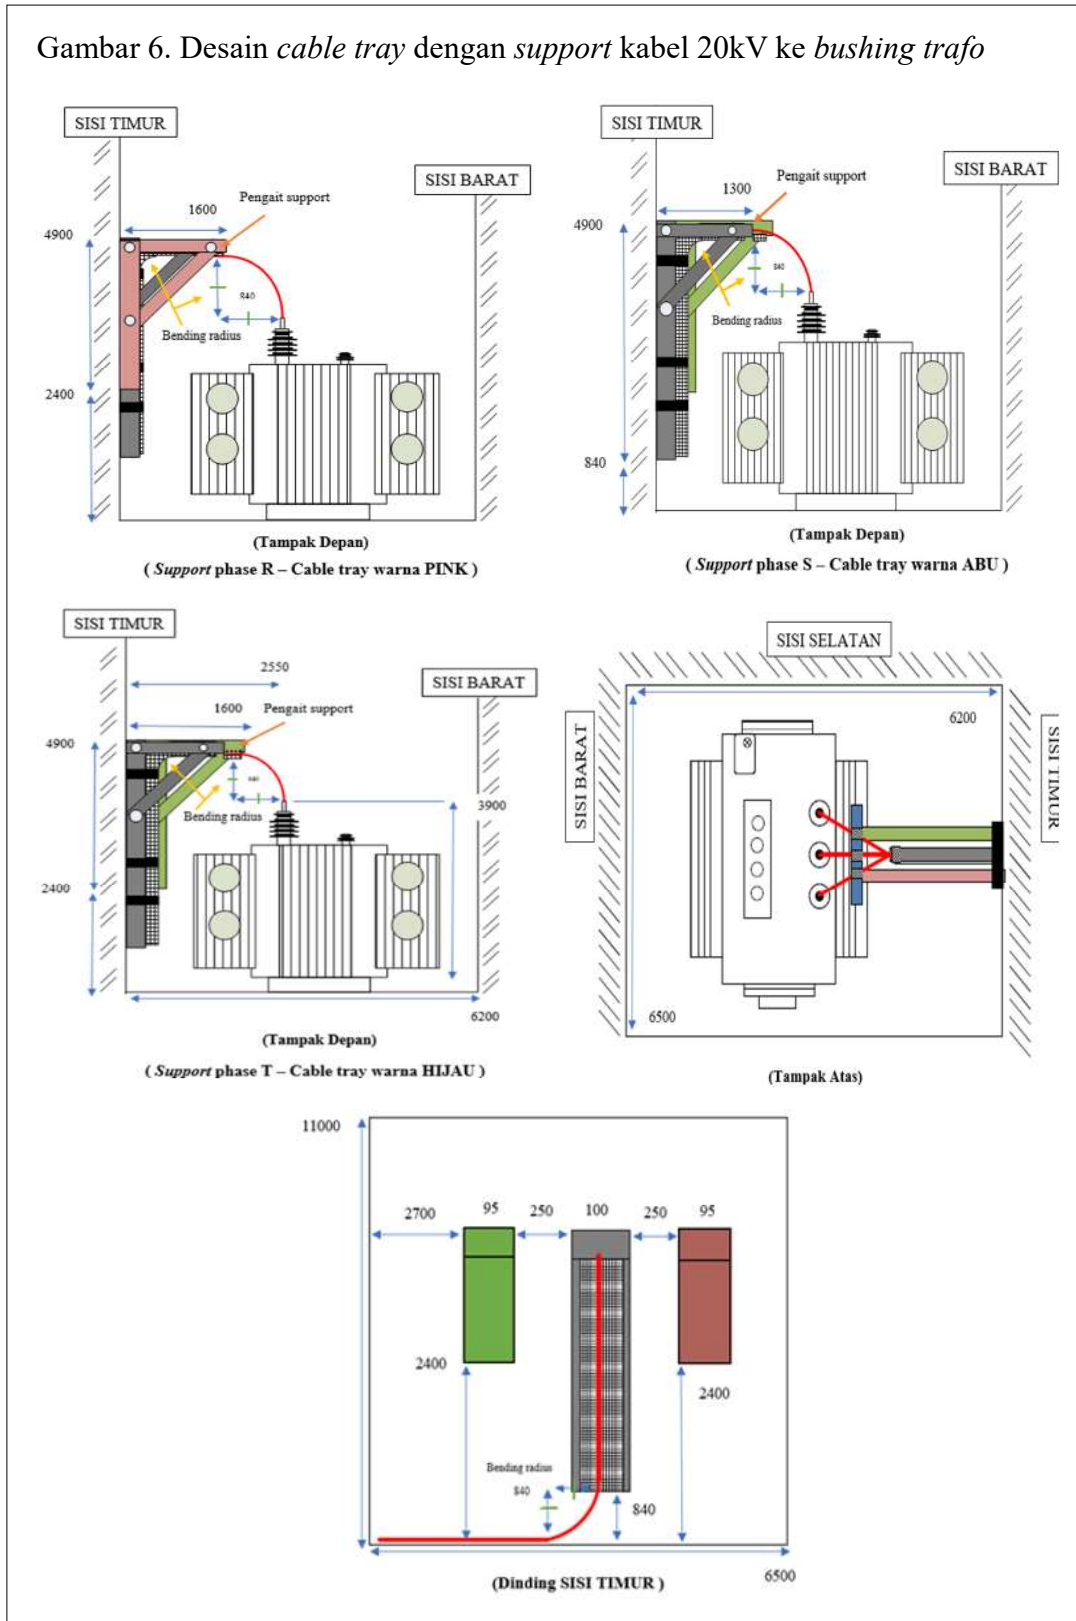 Gambar 6. Desain cable tray dengan support kabel 20kV ke bushing trafo
SISI TIMUR
SISI BARAT
1600
Pengait support
4900
840
Bending radius
2400
(Tampak Depan)
( Support phase R – Cable tray warna PINK )
SISI TIMUR
SISI BARAT
1300
Pengait support
4900
840
Bending radius
840
(Tampak Depan)
( Support phase S – Cable tray warna ABU )
SISI TIMUR
SISI BARAT
2550
1600
Pengait support
4900
3900
Bending radius
2400
6200
(Tampak Depan)
( Support phase T – Cable tray warna HIJAU )
SISI SELATAN
6200
SISI BARAT
SISI TIMUR
6500
(Tampak Atas)
11000
2700
95
250
100
250
95
2400
2400
Bending radius
840
840
6500
(Dinding SISI TIMUR )